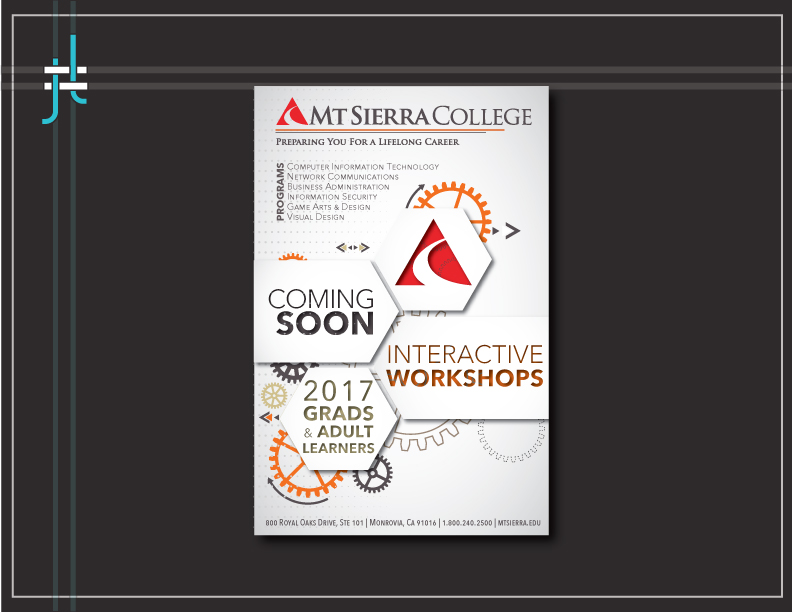 jt
MT SIERRA COLLEGE
PREPARING YOU FOR A LIFELONG CAREER
PROGRAMS
COMPUTER INFORMATION TECHNOLOGY
NETWORK COMMUNICATIONS
BUSINESS ADMINISTRATION
INFORMATION SECURITY
GAME ARTS & DESIGN
VISUAL DESIGN
COMING
SOON
INTERACTIVE
WORKSHOPS
2017
GRADS
& ADULT
LEARNERS
800 ROYAL OAKS DRIVE, STE 101 | MONROVIA, CA 91016 | 1.800.240.2500 | MTSIERRA.EDU